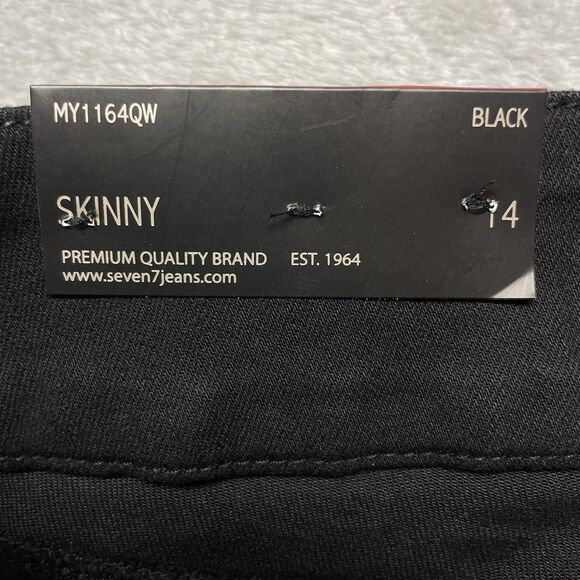 MY1164QW BLACK
SKINNY 14
PREMIUM QUALITY BRAND EST. 1964
www.seven7jeans.com